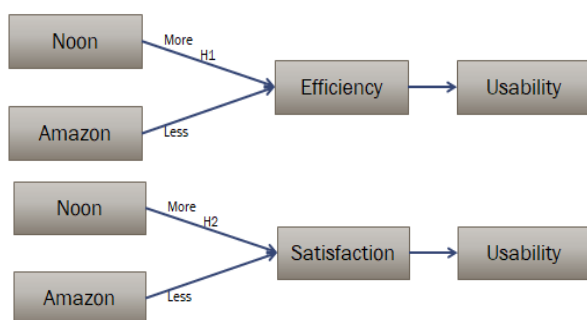 Noon
More
H1
Efficiency
Usability
Amazon
Less
Noon
More
H2
Satisfaction
Usability
Amazon
Less